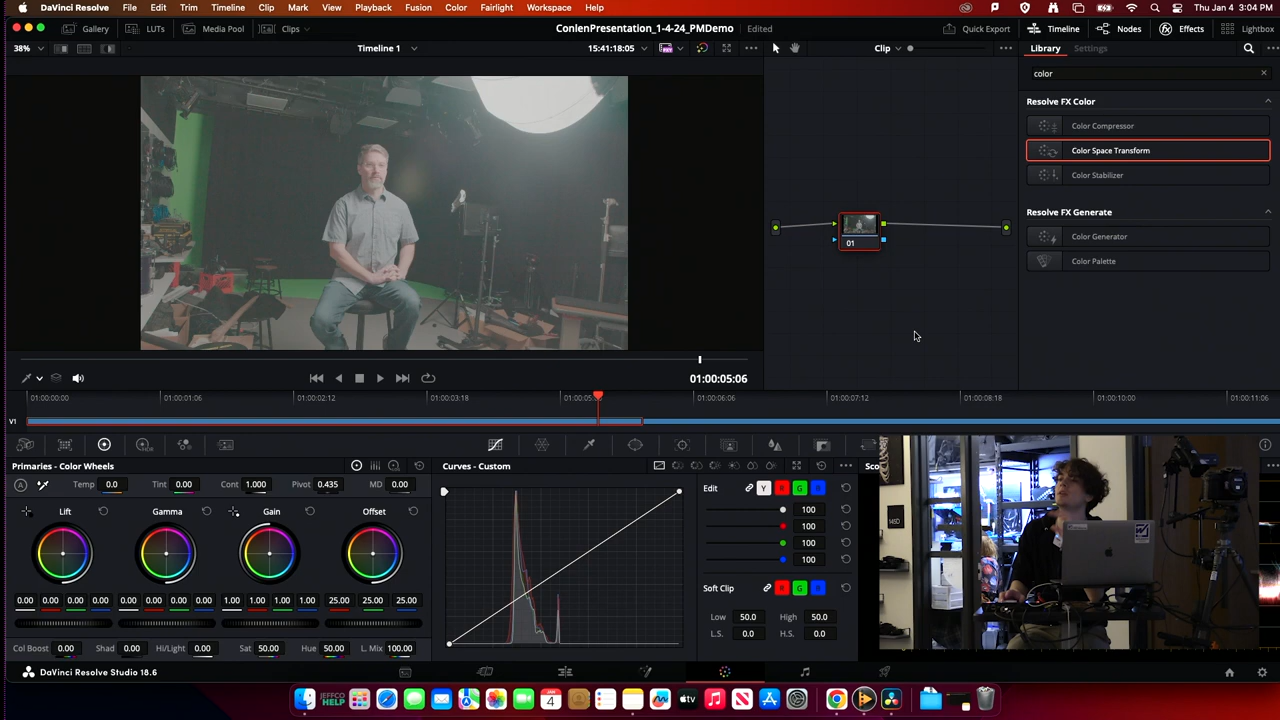 DaVinci Resolve File Edit Trim Timeline Clip Mark View Playback Fusion Color Fairlight Workspace Help Thu Jan 4 3:04 PM
Gallery LUTs Media Pool Clips ConlenPresentation_1-4-24_PMDemo Edited Quick Export Timeline Nodes Effects Lightbox
38% Timeline 1 15:41:18:05 Clip Library Settings
color
Resolve FX Color
Color Compressor
Color Space Transform
Color Stabilizer
Resolve FX Generate
Color Generator
Color Palette
01
01:00:05:06
01:00:00:00 01:00:01:06 01:00:02:12 01:00:03:18 01:00:06:06 01:00:07:12 01:00:08:18 01:00:10:00 01:00:11:06
V1
Primaries - Color Wheels Curves - Custom
Temp 0.0 Tint 0.00 Cont 1.000 Pivot 0.435 MD 0.00 Edit Y R G B
Lift Gamma Gain Offset 100
100
100
100
0.00 0.00 0.00 0.00 0.00 0.00 0.00 0.00 1.00 1.00 1.00 1.00 25.00 25.00 25.00
Soft Clip R G B
Low 50.0 High 50.0
L.S. 0.0 H.S. 0.0
Col Boost 0.00 Shad 0.00 Hi/Light 0.00 Sat 50.00 Hue 50.00 L. Mix 100.00
DaVinci Resolve Studio 18.6
JEFFCO
HELP
JAN
4